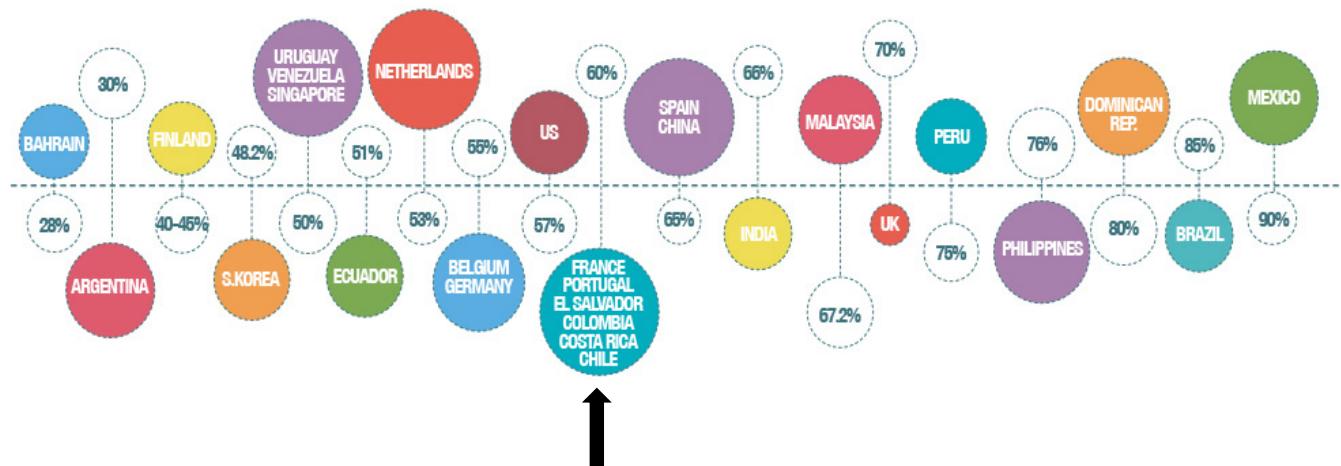 BAHRAIN
28%
30%
ARGENTINA
FINLAND
40-45%
48.2%
S.KOREA
URUGUAY
VENEZUELA
SINGAPORE
50%
51%
ECUADOR
NETHERLANDS
53%
55%
BELGIUM
GERMANY
US
57%
60%
FRANCE
PORTUGAL
EL SALVADOR
COLOMBIA
COSTA RICA
CHILE
SPAIN
CHINA
65%
66%
INDIA
MALAYSIA
67.2%
70%
UK
PERU
75%
76%
PHILIPPINES
DOMINICAN
REP.
80%
85%
BRAZIL
MEXICO
90%